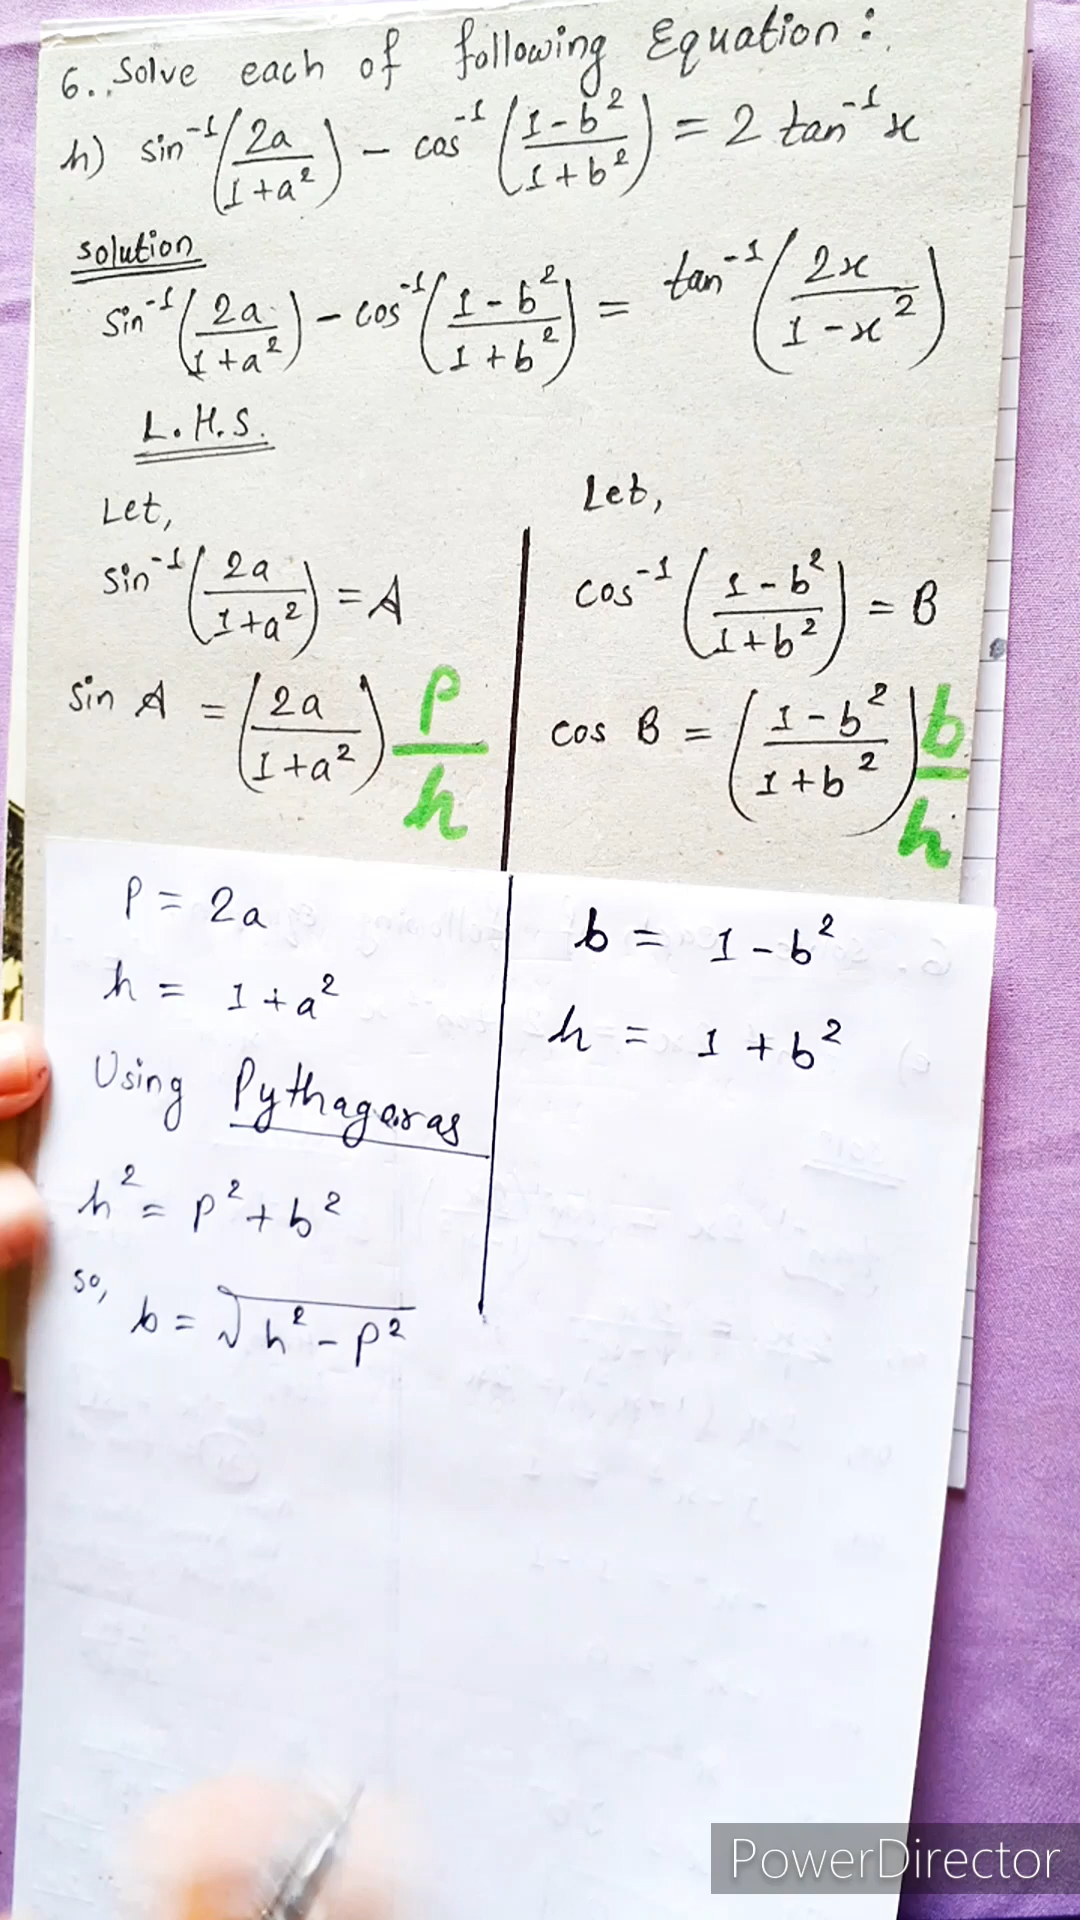 6. Solve each of following Equation:
h) sin⁻¹(2a/1+a²) - cos⁻¹(1-b²/1+b²) = 2 tan⁻¹x
solution
sin⁻¹(2a/1+a²) - cos⁻¹(1-b²/1+b²) = tan⁻¹(2x/1-x²)
L.H.S.
Let,
sin⁻¹(2a/1+a²) = A
sin A = (2a/1+a²) p/h
P = 2a
h = 1+a²
Using Pythagoras
h² = p²+b²
so, b = √h²-p²
Let,
cos⁻¹(1-b²/1+b²) = B
cos B = (1-b²/1+b²) b/h
b = 1-b²
h = 1+b²
PowerDirector